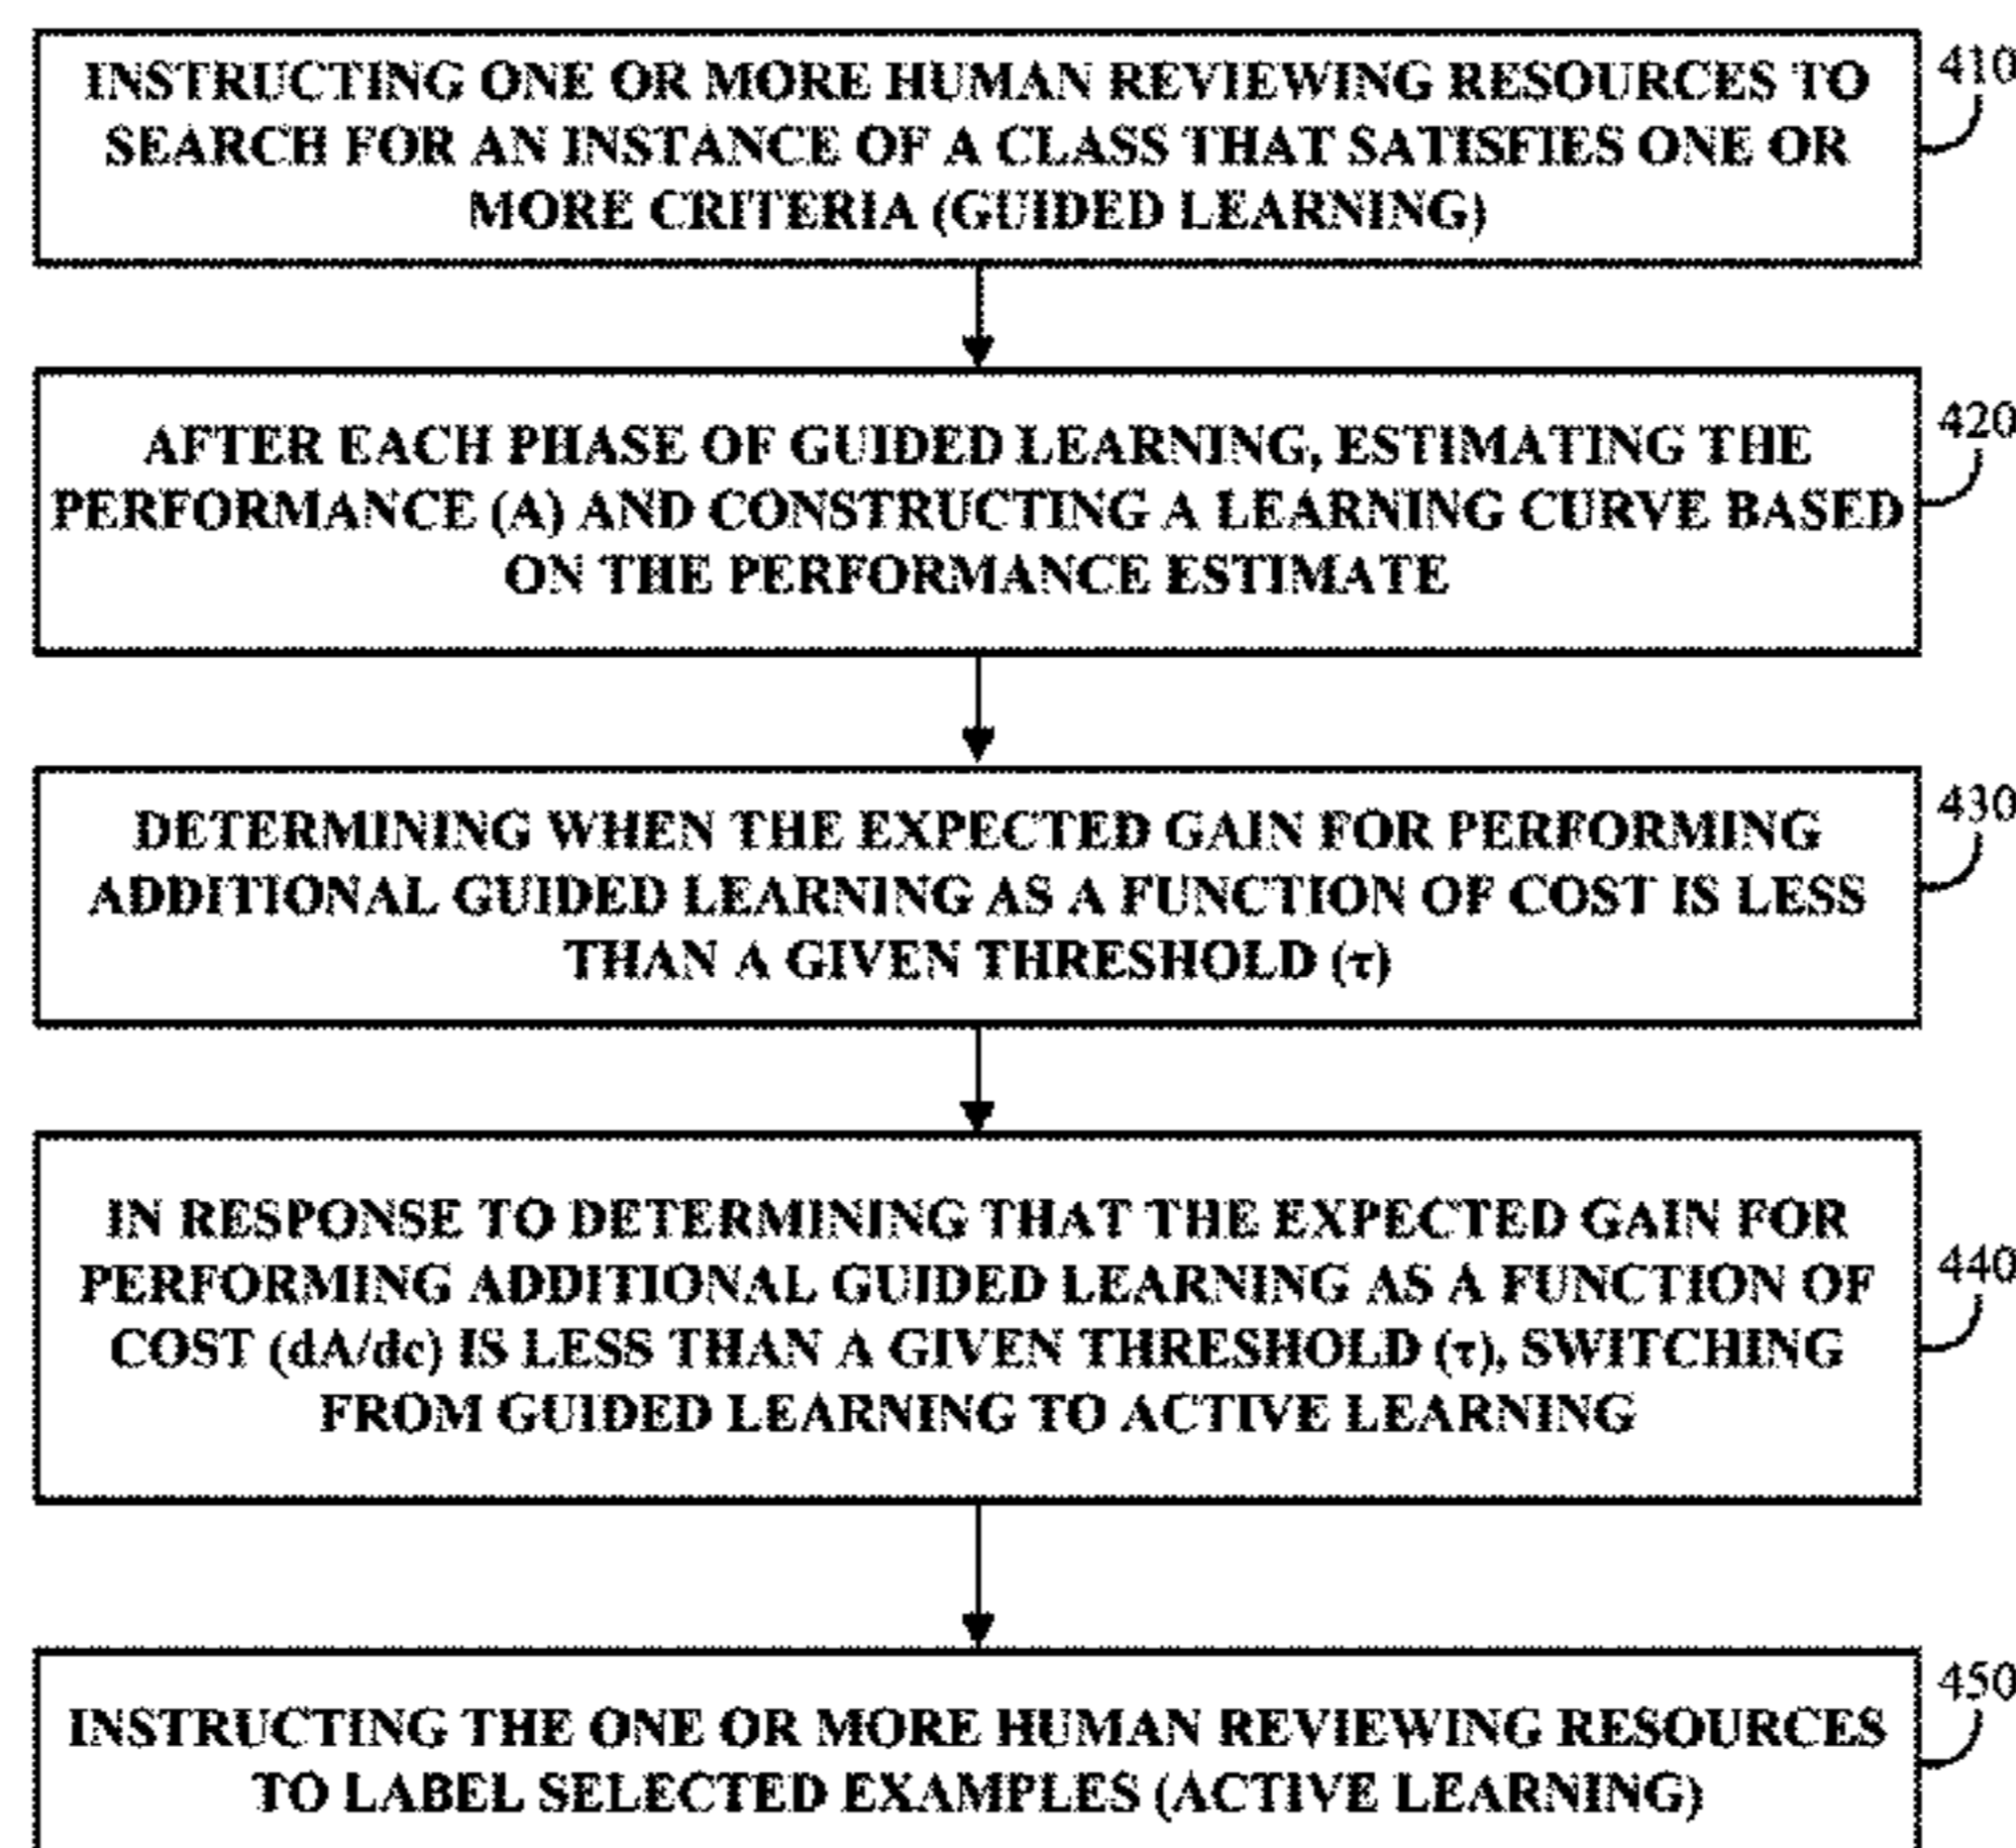 INSTRUCTING ONE OR MORE HUMAN REVIEWING RESOURCES TO
SEARCH FOR AN INSTANCE OF A CLASS THAT SATISFIES ONE OR
MORE CRITERIA (GUIDED LEARNING)
410
AFTER EACH PHASE OF GUIDED LEARNING, ESTIMATING THE
PERFORMANCE (A) AND CONSTRUCTING A LEARNING CURVE BASED
ON THE PERFORMANCE ESTIMATE
420
DETERMINING WHEN THE EXPECTED GAIN FOR PERFORMING
ADDITIONAL GUIDED LEARNING AS A FUNCTION OF COST IS LESS
THAN A GIVEN THRESHOLD (τ)
430
IN RESPONSE TO DETERMINING THAT THE EXPECTED GAIN FOR
PERFORMING ADDITIONAL GUIDED LEARNING AS A FUNCTION OF
COST (dA/dc) IS LESS THAN A GIVEN THRESHOLD (τ), SWITCHING
FROM GUIDED LEARNING TO ACTIVE LEARNING
440
INSTRUCTING THE ONE OR MORE HUMAN REVIEWING RESOURCES
TO LABEL SELECTED EXAMPLES (ACTIVE LEARNING)
450